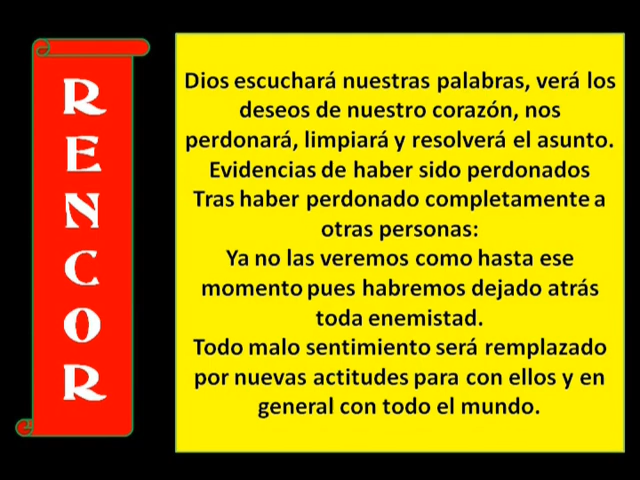 RENCOR
Dios escuchará nuestras palabras, verá los
deseos de nuestro corazón, nos
perdonará, limpiará y resolverá el asunto.
Evidencias de haber sido perdonados
Tras haber perdonado completamente a
otras personas:
Ya no las veremos como hasta ese
momento pues habremos dejado atrás
toda enemistad.
Todo malo sentimiento será remplazado
por nuevas actitudes para con ellos y en
general con todo el mundo.